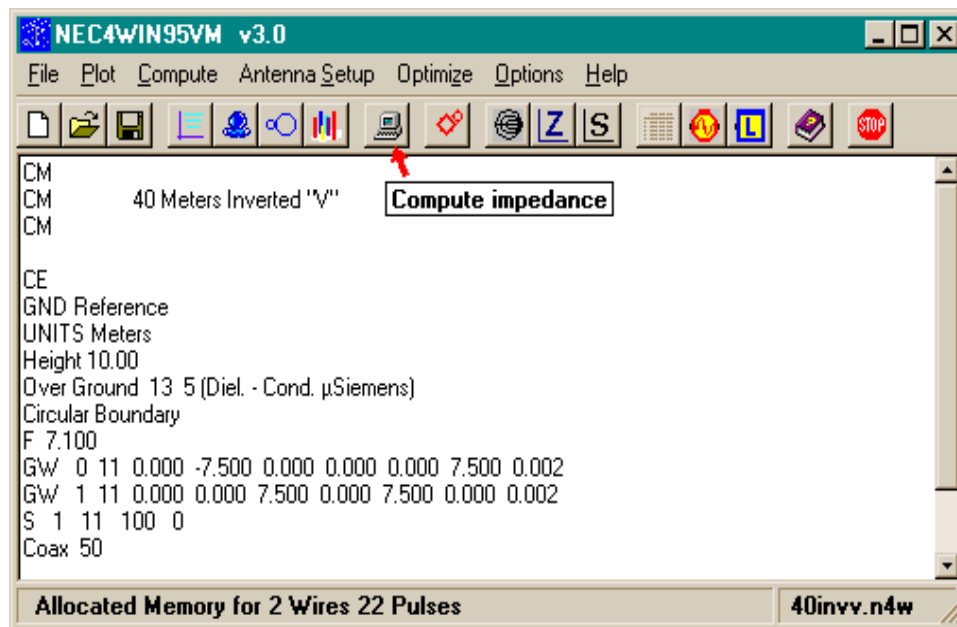 NEC4WIN95VM v3.0
File Plot Compute Antenna Setup Optimize Options Help
Z S L STOP
CM
CM 40 Meters Inverted "V" Compute impedance
CM
CE
GND Reference
UNITS Meters
Height 10.00
Over Ground 13 5 (Diel. - Cond. µSiemens)
Circular Boundary
F 7.100
GW 0 11 0.000 -7.500 0.000 0.000 0.000 7.500 0.002
GW 1 11 0.000 0.000 7.500 0.000 7.500 0.000 0.002
S 1 11 100 0
Coax 50
Allocated Memory for 2 Wires 22 Pulses 40invv.n4w